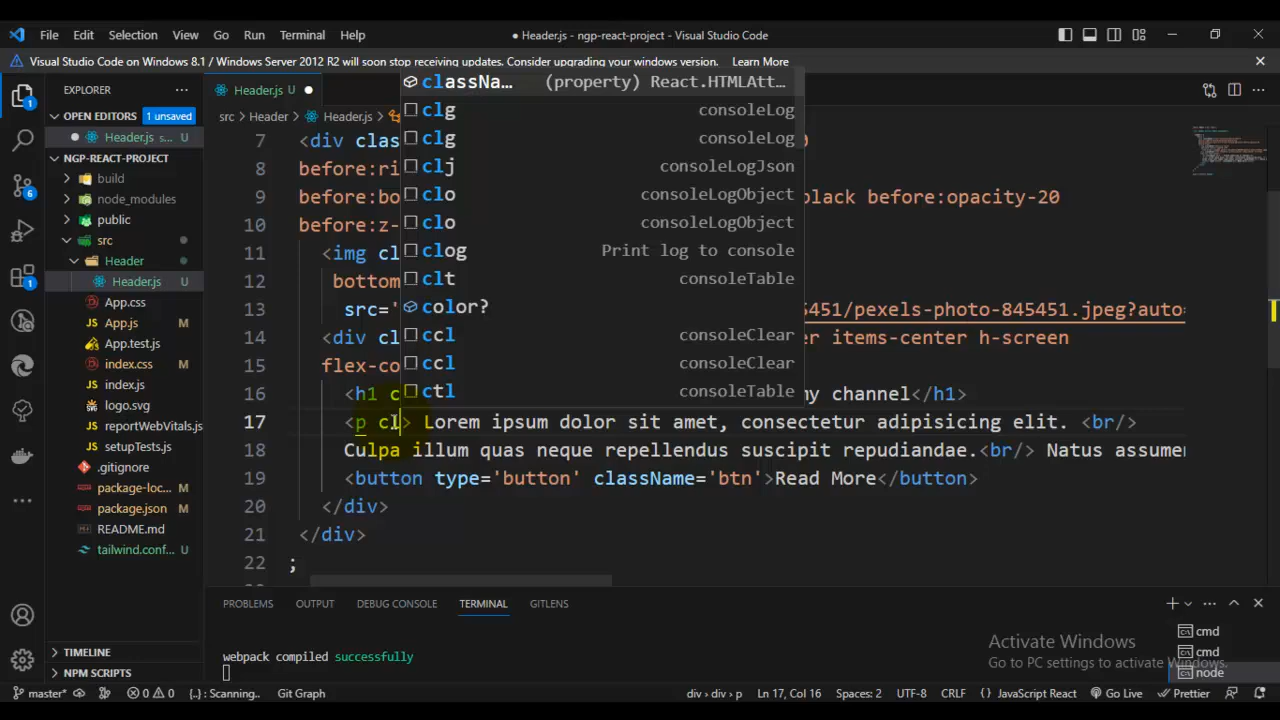 File Edit Selection View Go Run Terminal Help
● Header.js - ngp-react-project - Visual Studio Code
Visual Studio Code on Windows 8.1 / Windows Server 2012 R2 will soon stop receiving updates. Consider upgrading your windows version. Learn More
EXPLORER
OPEN EDITORS 1 unsaved
Header.js s... U
NGP-REACT-PROJECT
build
node_modules
public
src
Header
Header.js U
App.css
App.js M
App.test.js
index.css M
index.js
logo.svg
reportWebVitals.js
setupTests.js
.gitignore
package-loc... M
package.json M
README.md
tailwind.conf... U
TIMELINE
NPM SCRIPTS
Header.js
src > Header > Header.js >
classNa... (property) React.HTMLAtt...
clg consoleLog
clg consoleLog
clj consoleLogJson
clo consoleLogObject
clo consoleLogObject
clog Print log to console
clt consoleTable
color?
ccl consoleClear
ccl consoleClear
ctl consoleTable
7 <div clas 0
8 before:ri
9 before:bo black before:opacity-20
10 before:z-
11 <img cl
12 bottom
13 src=' 5451/pexels-photo-845451.jpeg?auto=
14 <div cl er items-center h-screen
15 flex-co
16 <h1 c my channel</h1>
17 <p cl> Lorem ipsum dolor sit amet, consectetur adipisicing elit. <br/>
18 Culpa illum quas neque repellendus suscipit repudiandae.<br/> Natus assumen
19 <button type='button' className='btn'>Read More</button>
20 </div>
21 </div>
22 ;
PROBLEMS OUTPUT DEBUG CONSOLE TERMINAL GITLENS
webpack compiled successfully
cmd
cmd
node
Activate Windows
Go to PC settings to activate Windows.
master* 0 0 {..} : Scanning.. Git Graph
div > div > p Ln 17, Col 16 Spaces: 2 UTF-8 CRLF {} JavaScript React Go Live Prettier